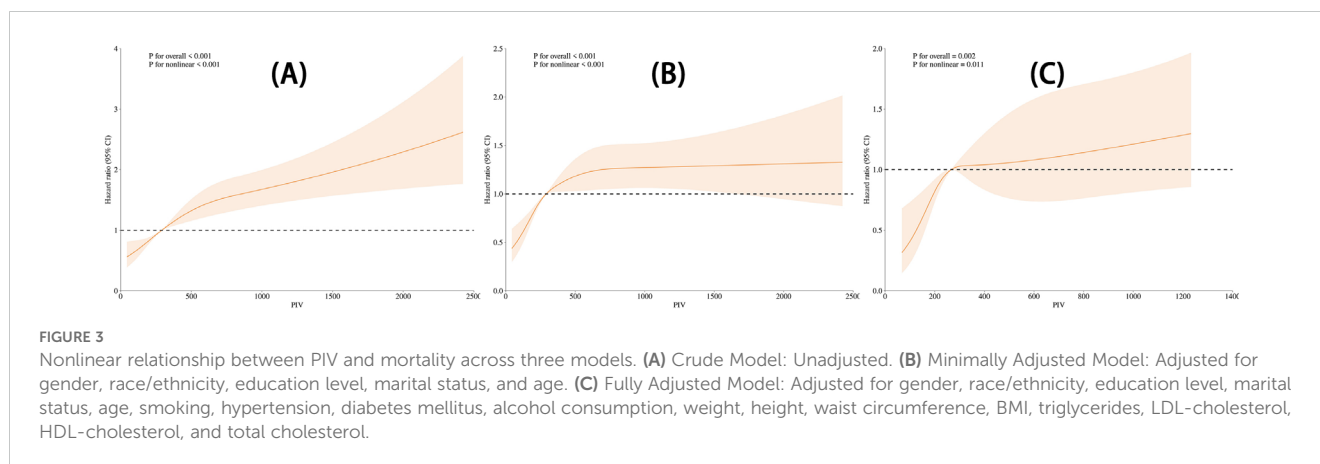 P for overall < 0.001
P for nonlinear < 0.001
(A)
Hazard ratio (95% CI)
4
3
2
1
0
0
500
1000
1500
2000
2500
PIV
P for overall < 0.001
P for nonlinear < 0.001
(B)
Hazard ratio (95% CI)
2.5
2.0
1.5
1.0
0.5
0.0
0
500
1000
1500
2000
2500
PIV
P for overall = 0.002
P for nonlinear = 0.011
(C)
Hazard ratio (95% CI)
2.0
1.5
1.0
0.5
0.0
0
200
400
600
800
1000
1200
1400
PIV
FIGURE 3
Nonlinear relationship between PIV and mortality across three models. (A) Crude Model: Unadjusted. (B) Minimally Adjusted Model: Adjusted for
gender, race/ethnicity, education level, marital status, and age. (C) Fully Adjusted Model: Adjusted for gender, race/ethnicity, education level, marital
status, age, smoking, hypertension, diabetes mellitus, alcohol consumption, weight, height, waist circumference, BMI, triglycerides, LDL-cholesterol,
HDL-cholesterol, and total cholesterol.